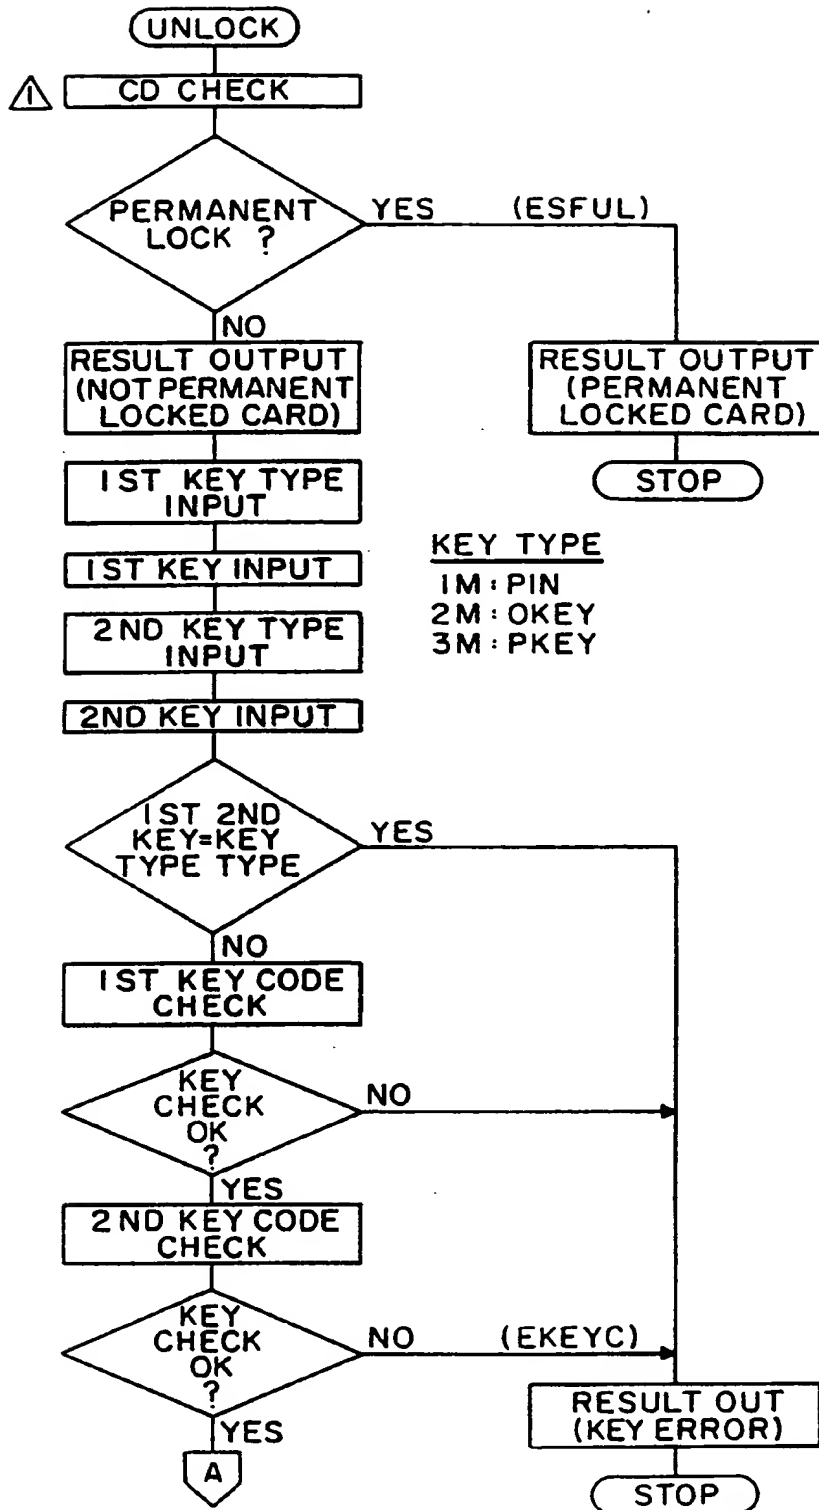 UNLOCK
1
CD CHECK
PERMANENT
LOCK ?
YES (ESFUL)
NO
RESULT OUTPUT
(NOT PERMANENT
LOCKED CARD)
RESULT OUTPUT
(PERMANENT
LOCKED CARD)
STOP
1ST KEY TYPE
INPUT
1ST KEY INPUT
2ND KEY TYPE
INPUT
2ND KEY INPUT
KEY TYPE
1M : PIN
2M : OKEY
3M : PKEY
1ST 2ND
KEY=KEY
TYPE TYPE
YES
NO
1ST KEY CODE
CHECK
KEY
CHECK
OK
?
NO
YES
2ND KEY CODE
CHECK
KEY
CHECK
OK
?
NO (EKEYC)
YES
A
RESULT OUT
(KEY ERROR)
STOP